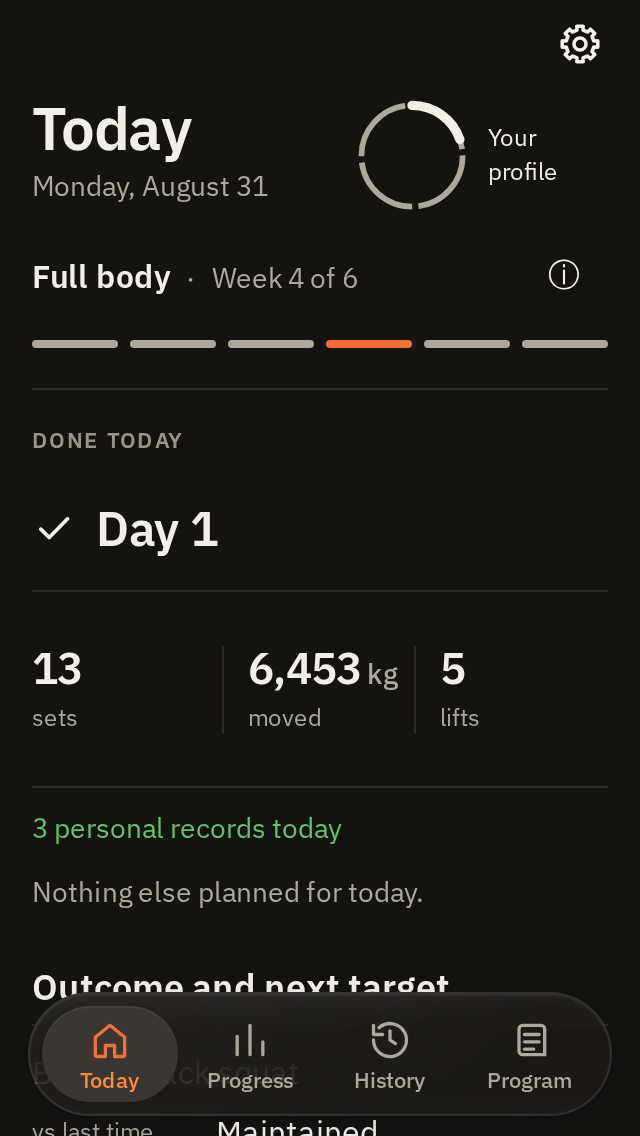 Today
Monday, August 31
Your
profile
Full body · Week 4 of 6
DONE TODAY
Day 1
13
sets
6,453 kg
moved
5
lifts
3 personal records today
Nothing else planned for today.
Outcome and next target
squat
Today
Progress
History
Program
vs last time
Maintained